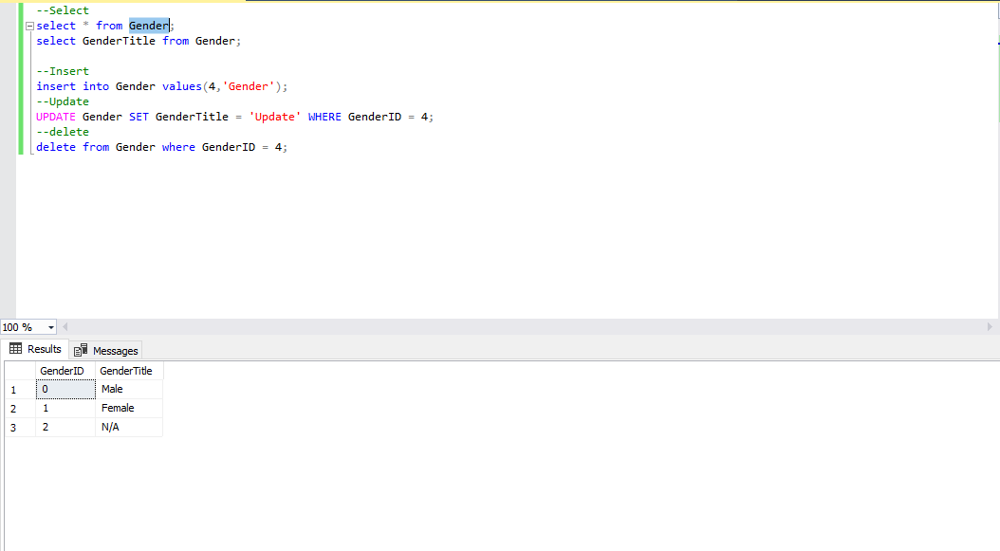 --Select
select * from Gender;
select GenderTitle from Gender;
--Insert
insert into Gender values(4,'Gender');
--Update
UPDATE Gender SET GenderTitle = 'Update' WHERE GenderID = 4;
--delete
delete from Gender where GenderID = 4;
100 %
Results Messages
GenderID GenderTitle
1 0 Male
2 1 Female
3 2 N/A